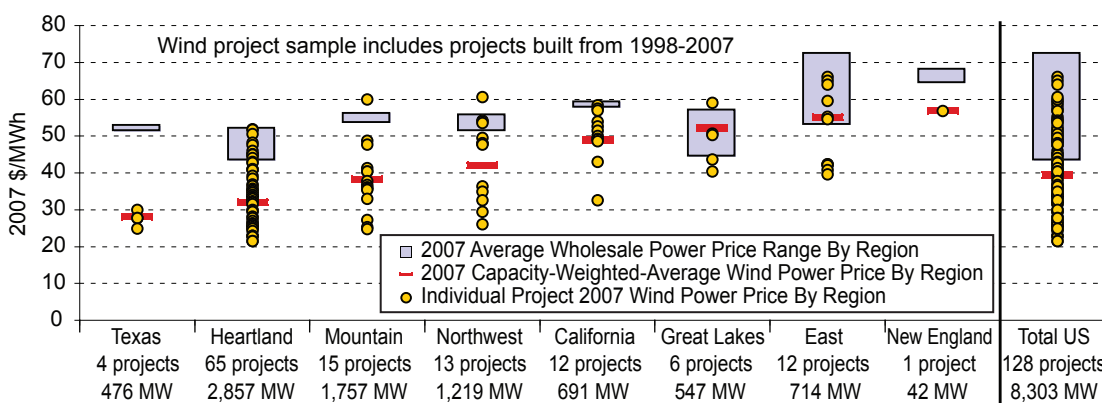 80
70
60
50
40
30
20
10
0
2007 $/MWh
Wind project sample includes projects built from 1998-2007
2007 Average Wholesale Power Price Range By Region
2007 Capacity-Weighted-Average Wind Power Price By Region
Individual Project 2007 Wind Power Price By Region
Texas
4 projects
476 MW
Heartland
65 projects
2,857 MW
Mountain
15 projects
1,757 MW
Northwest
13 projects
1,219 MW
California
12 projects
691 MW
Great Lakes
6 projects
547 MW
East
12 projects
714 MW
New England
1 project
42 MW
Total US
128 projects
8,303 MW